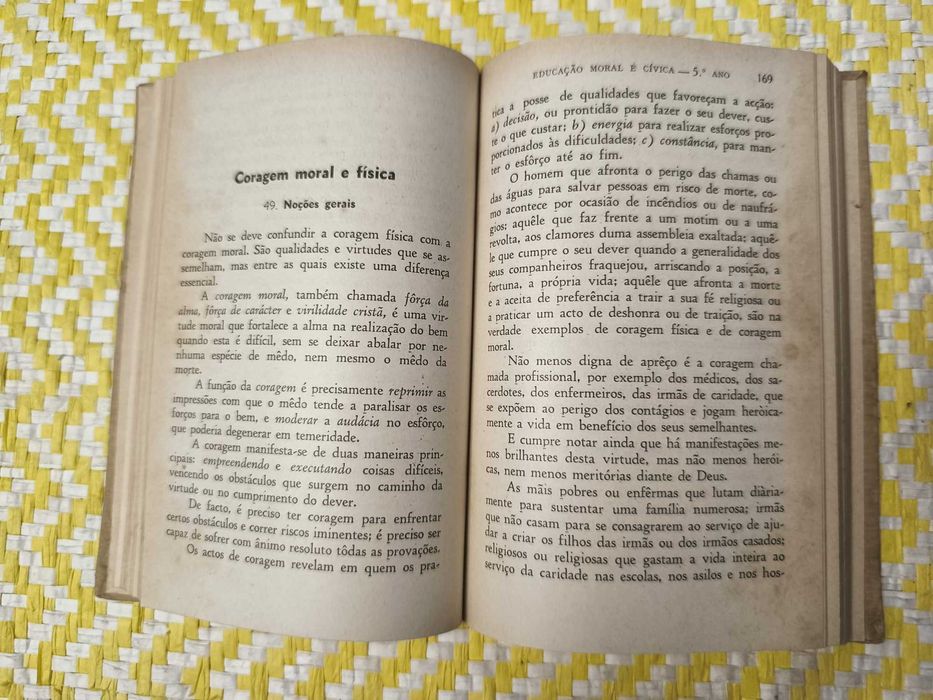 Coragem moral e física
49. Noções gerais
Não se deve confundir a coragem física com a
coragem moral. São qualidades e virtudes que se as-
semelham, mas entre as quais existe uma diferença
essencial.
A coragem moral, também chamada fôrça da
alma, fôrça de carácter e virilidade cristã, é uma vir-
tude moral que fortalece a alma na realização do bem
quando esta é difícil, sem se deixar abalar por ne-
nhuma espécie de mêdo, nem mesmo o mêdo da
morte.
A função da coragem é precisamente reprimir as
impressões com que o mêdo tende a paralisar os es-
forços para o bem, e moderar a audácia no esfôrço,
que poderia degenerar em temeridade.
A coragem manifesta-se de duas maneiras prin-
cipais: empreendendo e executando coisas difíceis,
vencendo os obstáculos que surgem no caminho da
virtude ou no cumprimento do dever.
De facto, é preciso ter coragem para enfrentar
certos obstáculos e correr riscos iminentes; é preciso ser
capaz de sofrer com ânimo resoluto tôdas as provações.
Os actos de coragem revelam em quem os pra-
EDUCAÇÃO MORAL E CÍVICA — 5.º ANO 169
tica a posse de qualidades que favoreçam a acção:
a) decisão, ou prontidão para fazer o seu dever, cus-
te o que custar; b) energia para realizar esforços pro-
porcionados às dificuldades; c) constância, para man-
ter o esfôrço até ao fim.
O homem que afronta o perigo das chamas ou
das águas para salvar pessoas em risco de morte, co-
mo acontece por ocasião de incêndios ou de naufrá-
gios; aquêle que faz frente a um motim ou a uma
revolta, aos clamores duma assembleia exaltada; aquê-
le que cumpre o seu dever quando a generalidade dos
seus companheiros fraquejou, arriscando a posição, a
fortuna, a própria vida; aquêle que afronta a morte
e a aceita de preferência a trair a sua fé religiosa ou
a praticar um acto de deshonra ou de traição, são na
verdade exemplos de coragem física e de coragem
moral.
Não menos digna de aprêço é a coragem cha-
mada profissional, por exemplo dos médicos, dos sa-
cerdotes, dos enfermeiros, das irmãs de caridade, que
se expõem ao perigo dos contágios e jogam heròica-
mente a vida em benefício dos seus semelhantes.
E cumpre notar ainda que há manifestações me-
nos brilhantes desta virtude, mas não menos herói-
cas, nem menos meritórias diante de Deus.
As mãis pobres ou enfêrmas que lutam diària-
mente para sustentar uma família numerosa; irmãs
que não casam para se consagrarem ao serviço de aju-
dar a criar os filhos das irmãs ou dos irmãos casados;
religiosos ou religiosas que gastam a vida inteira ao
serviço da caridade nas escolas, nos asilos e nos hos-